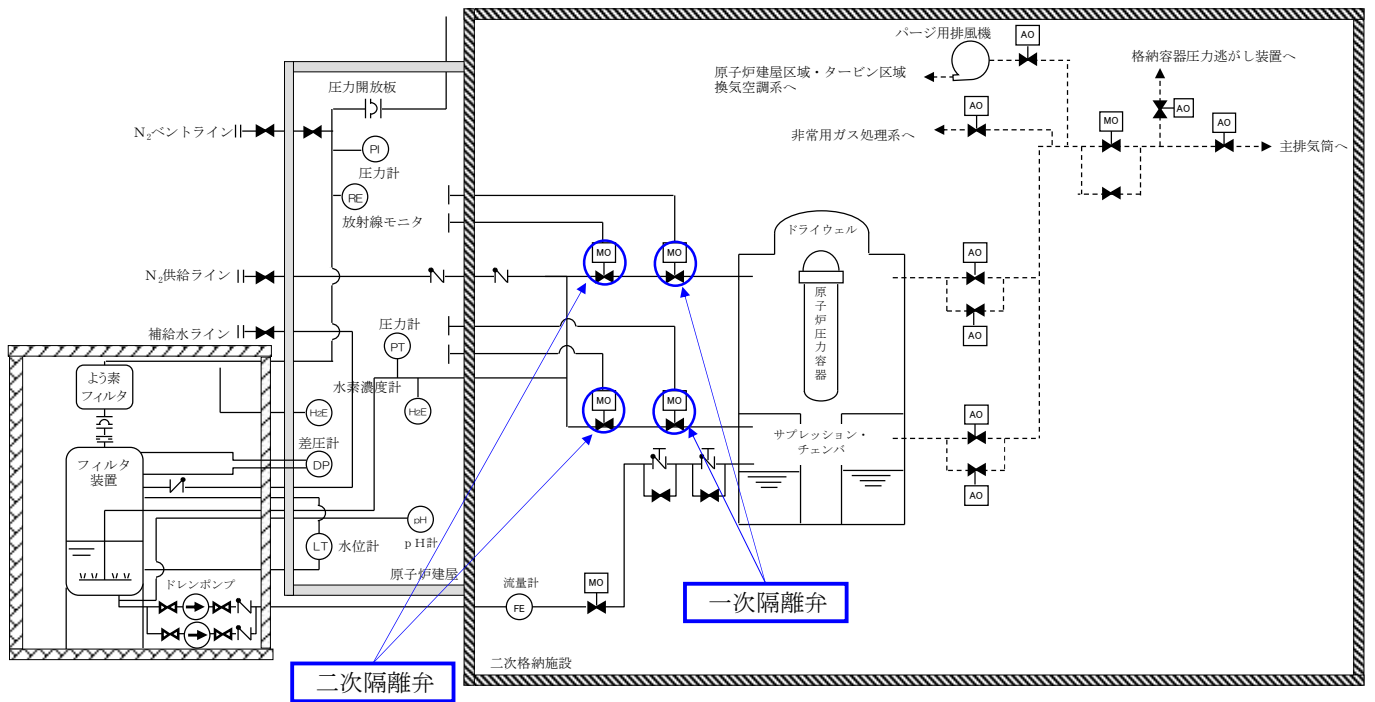 パージ用排風機
AO
格納容器圧力逃がし装置へ
原子炉建屋区域・タービン区域
換気空調系へ
圧力開放板
AO
AO
MO
AO
N₂ベントライン
非常用ガス処理系へ
主排気筒へ
PI
圧力計
RE
放射線モニタ
ドライウェル
MO
MO
AO
N₂供給ライン
原子炉圧力容器
圧力計
補給水ライン
AO
PT
よう素
フィルタ
水素濃度計
MO
MO
H₂E
H₂E
AO
サプレッション・
チェンバ
差圧計
DP
フィルタ
装置
AO
pH
pH計
LT
水位計
ドレンポンプ
原子炉建屋
流量計
MO
FE
一次隔離弁
二次格納施設
二次隔離弁